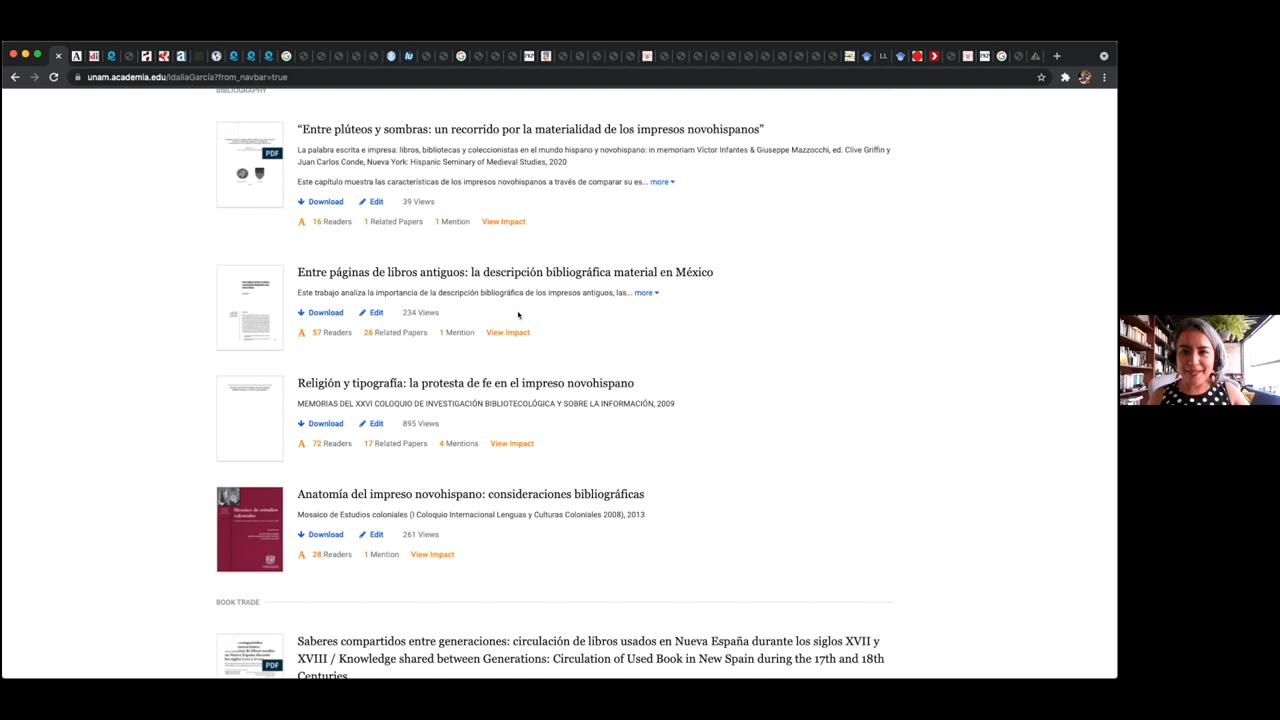 unam.academia.edu/IdaliaGarcía?from_navbar=true
BIBLIOGRAPHY
“Entre plúteos y sombras: un recorrido por la materialidad de los impresos novohispanos”
La palabra escrita e impresa: libros, bibliotecas y coleccionistas en el mundo hispano y novohispano: in memoriam Víctor Infantes & Giuseppe Mazzocchi, ed. Clive Griffin y
Juan Carlos Conde, Nueva York: Hispanic Seminary of Medieval Studies, 2020
PDF
Este capítulo muestra las características de los impresos novohispanos a través de comparar su es... more
Download Edit 39 Views
16 Readers 1 Related Papers 1 Mention View Impact
Entre páginas de libros antiguos: la descripción bibliográfica material en México
Este trabajo analiza la importancia de la descripción bibliográfica de los impresos antiguos, las... more
Download Edit 234 Views
57 Readers 26 Related Papers 1 Mention View Impact
Religión y tipografía: la protesta de fe en el impreso novohispano
MEMORIAS DEL XXVI COLOQUIO DE INVESTIGACIÓN BIBLIOTECOLÓGICA Y SOBRE LA INFORMACIÓN, 2009
Download Edit 895 Views
72 Readers 17 Related Papers 4 Mentions View Impact
Anatomía del impreso novohispano: consideraciones bibliográficas
Mosaico de Estudios coloniales (I Coloquio Internacional Lenguas y Culturas Coloniales 2008), 2013
Mosaico de estudios
coloniales
Download Edit 261 Views
28 Readers 1 Mention View Impact
BOOK TRADE
Saberes compartidos entre generaciones: circulación de libros usados en Nueva España durante los siglos XVII y
XVIII / Knowledge shared between Generations: Circulation of Used Book in New Spain during the 17th and 18th
Centuries
PDF